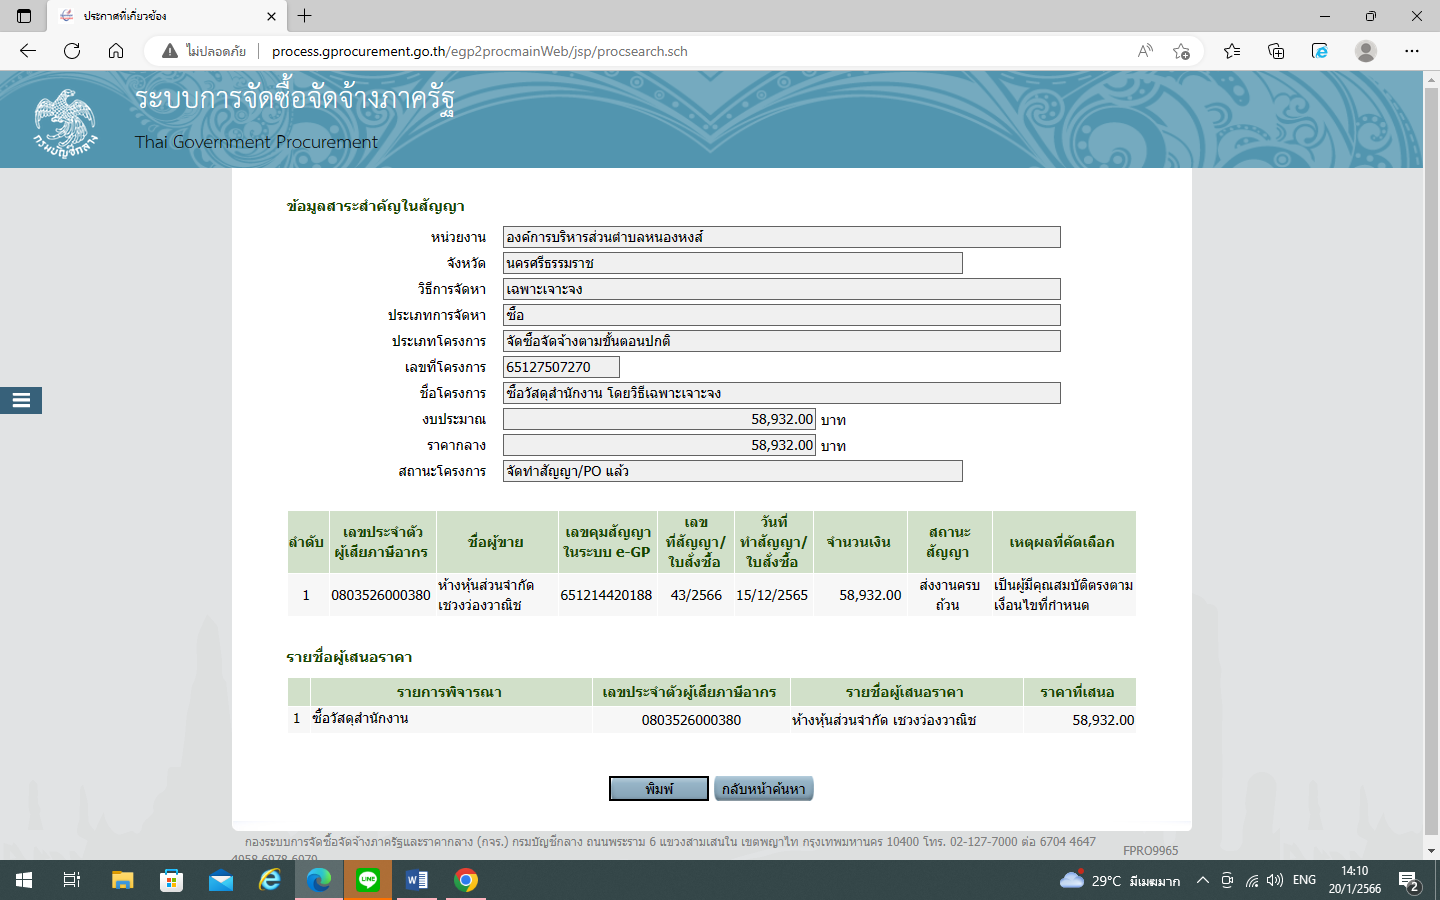 ประกาศที่เกี่ยวข้อง
ไม่ปลอดภัย | process.gprocurement.go.th/egp2procmainWeb/jsp/procsearch.sch
ระบบการจัดซื้อจัดจ้างภาครัฐ
Thai Government Procurement
กรมบัญชีกลาง
ข้อมูลสาระสำคัญในสัญญา
หน่วยงาน องค์การบริหารส่วนตำบลหนองหงส์
จังหวัด นครศรีธรรมราช
วิธีการจัดหา เฉพาะเจาะจง
ประเภทการจัดหา ซื้อ
ประเภทโครงการ จัดซื้อจัดจ้างตามขั้นตอนปกติ
เลขที่โครงการ 65127507270
ชื่อโครงการ ซื้อวัสดุสำนักงาน โดยวิธีเฉพาะเจาะจง
งบประมาณ 58,932.00 บาท
ราคากลาง 58,932.00 บาท
สถานะโครงการ จัดทำสัญญา/PO แล้ว
ลำดับ เลขประจำตัวผู้เสียภาษีอากร ชื่อผู้ขาย เลขคุมสัญญาในระบบ e-GP เลขที่สัญญา/ใบสั่งซื้อ วันที่ทำสัญญา/ใบสั่งซื้อ จำนวนเงิน สถานะสัญญา เหตุผลที่คัดเลือก
1 0803526000380 ห้างหุ้นส่วนจำกัด เชวงว่องวาณิช 651214420188 43/2566 15/12/2565 58,932.00 ส่งงานครบถ้วน เป็นผู้มีคุณสมบัติตรงตามเงื่อนไขที่กำหนด
รายชื่อผู้เสนอราคา
รายการพิจารณา เลขประจำตัวผู้เสียภาษีอากร รายชื่อผู้เสนอราคา ราคาที่เสนอ
1 ซื้อวัสดุสำนักงาน 0803526000380 ห้างหุ้นส่วนจำกัด เชวงว่องวาณิช 58,932.00
พิมพ์ กลับหน้าค้นหา
กองระบบการจัดซื้อจัดจ้างภาครัฐและราคากลาง (กจร.) กรมบัญชีกลาง ถนนพระราม 6 แขวงสามเสนใน เขตพญาไท กรุงเทพมหานคร 10400 โทร. 02-127-7000 ต่อ 6704 4647
4958 6978 6979
FPRO9965
LINE
29°C มีเมฆมาก ENG 14:10
20/1/2566
2